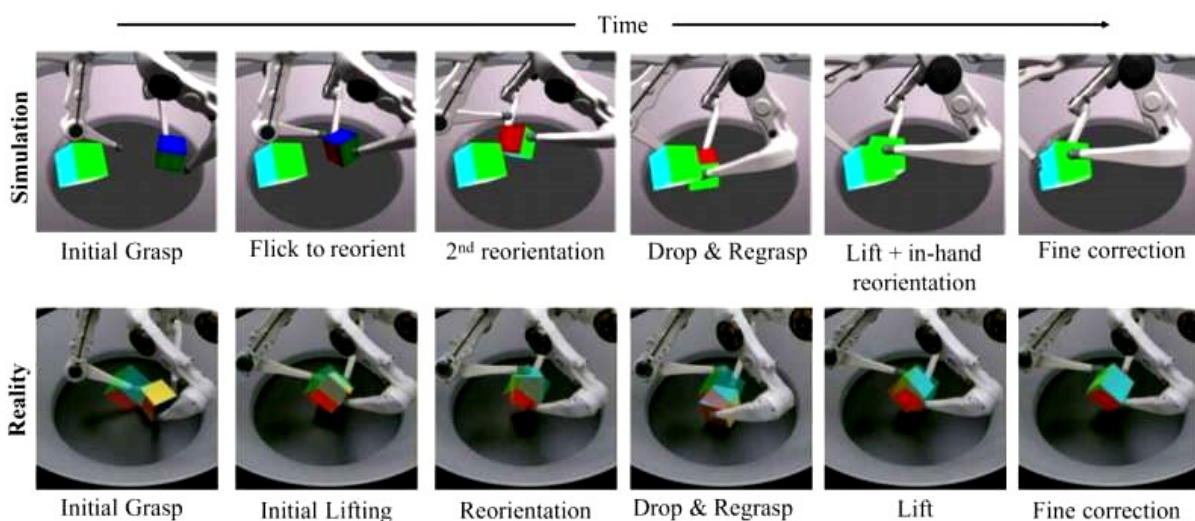 Time
Simulation
Initial Grasp
Flick to reorient
2nd reorientation
Drop & Regrasp
Lift + in-hand
reorientation
Fine correction
Reality
Initial Grasp
Initial Lifting
Reorientation
Drop & Regrasp
Lift
Fine correction